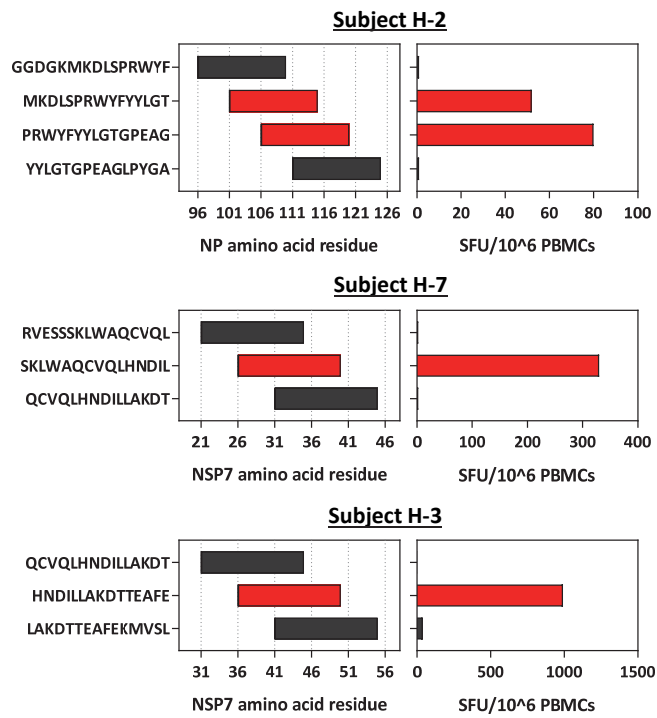 Subject H-2
GGDGKMKDLSPRWYF
MKDLSPRWYFYYLGT
PRWYFYYLGTGPEAG
YYLGTGPEAGLPYGA
96 101 106 111 116 121 126
0 20 40 60 80 100
NP amino acid residue
SFU/10^6 PBMCs
Subject H-7
RVESSSKLWAQCVQL
SKLWAQCVQLHNDIL
QCVQLHNDILLAKDT
21 26 31 36 41 46
0 100 200 300 400
NSP7 amino acid residue
SFU/10^6 PBMCs
Subject H-3
QCVQLHNDILLAKDT
HNDILLAKDTTEAFE
LAKDTTEAFEKMVSL
31 36 41 46 51 56
0 500 1000 1500
NSP7 amino acid residue
SFU/10^6 PBMCs